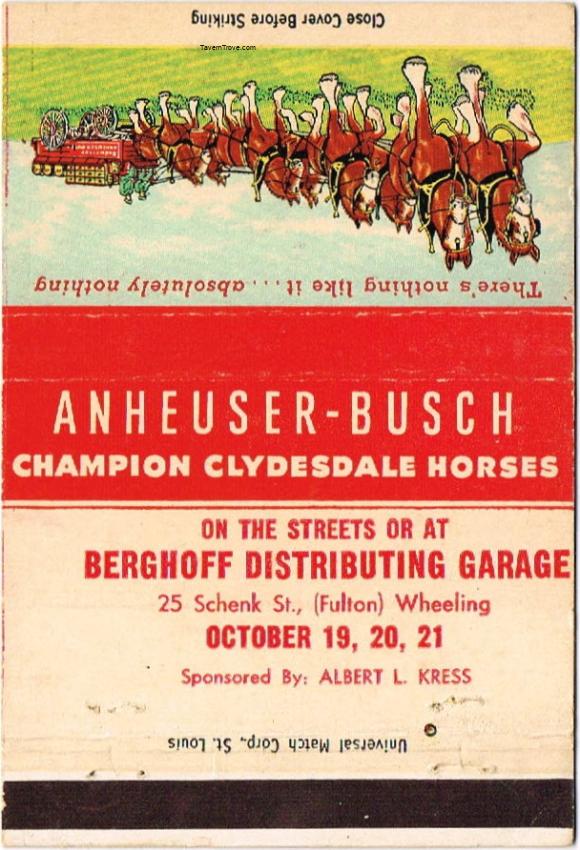 Close Cover Before Striking
TavernTrove.com
There's nothing like it....absolutely nothing
ANHEUSER-BUSCH
CHAMPION CLYDESDALE HORSES
ON THE STREETS OR AT
BERGHOFF DISTRIBUTING GARAGE
25 Schenk St., (Fulton) Wheeling
OCTOBER 19, 20, 21
Sponsored By: ALBERT L. KRESS
Universal Match Corp., St. Louis